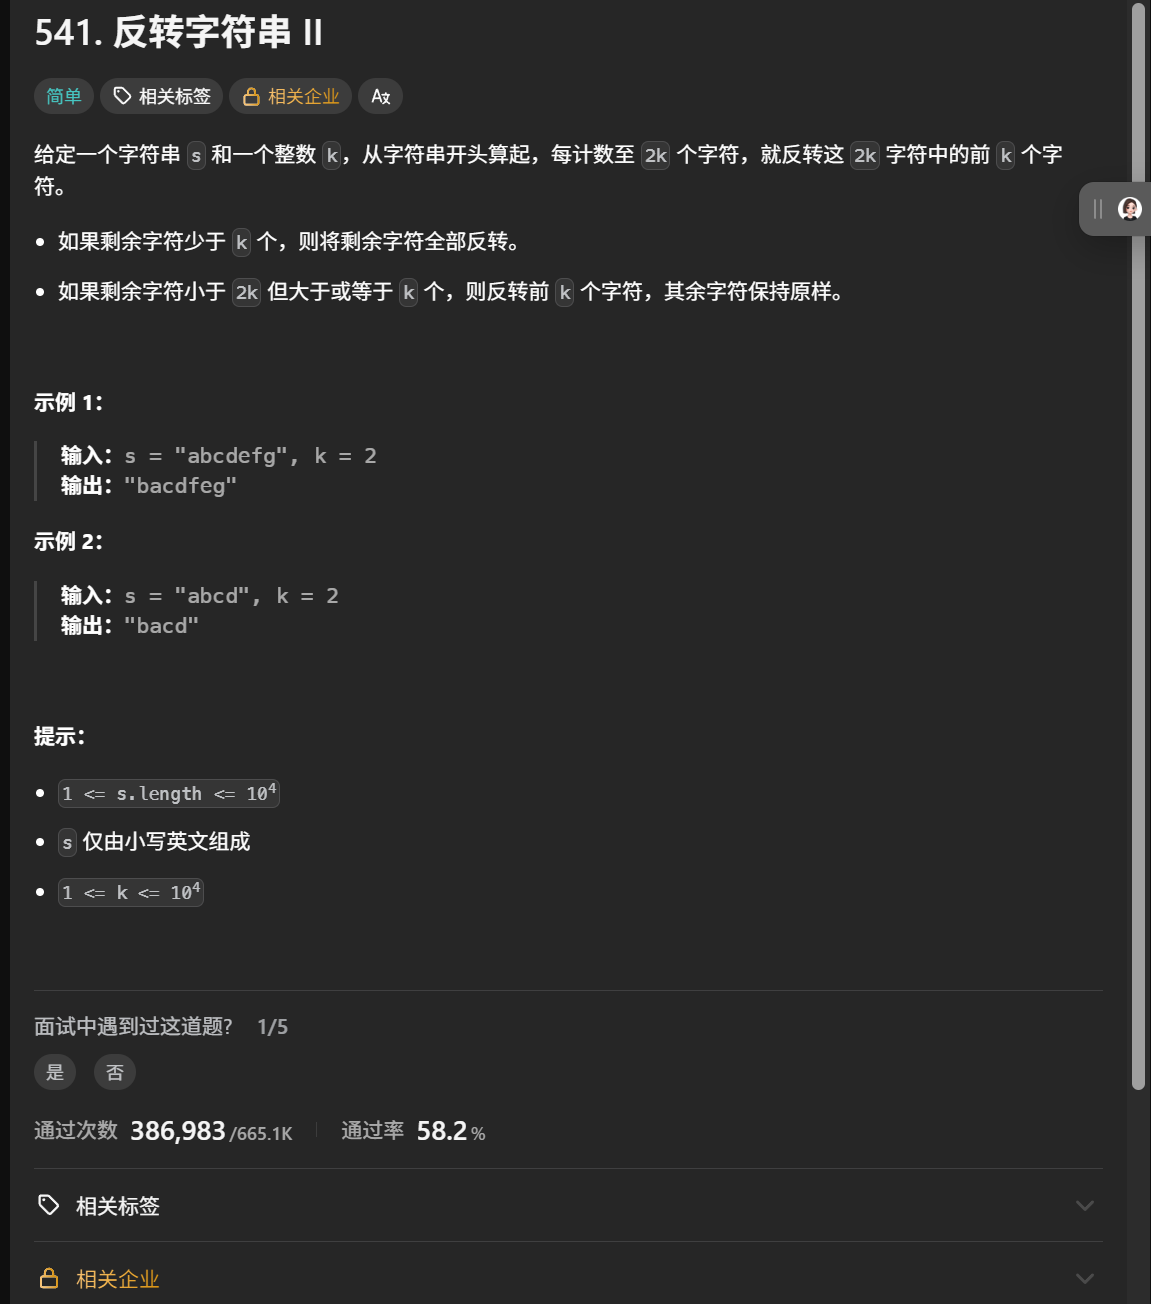 541. 反转字符串 II
简单 相关标签 相关企业 A文
给定一个字符串 s 和一个整数 k，从字符串开头算起，每计数至 2k 个字符，就反转这 2k 字符中的前 k 个字
符。
• 如果剩余字符少于 k 个，则将剩余字符全部反转。
• 如果剩余字符小于 2k 但大于或等于 k 个，则反转前 k 个字符，其余字符保持原样。
示例 1：
输入：s = "abcdefg", k = 2
输出："bacdfeg"
示例 2：
输入：s = "abcd", k = 2
输出："bacd"
提示：
• 1 <= s.length <= 10⁴
• s 仅由小写英文组成
• 1 <= k <= 10⁴
面试中遇到过这道题? 1/5
是 否
通过次数 386,983/665.1K 通过率 58.2%
相关标签
相关企业